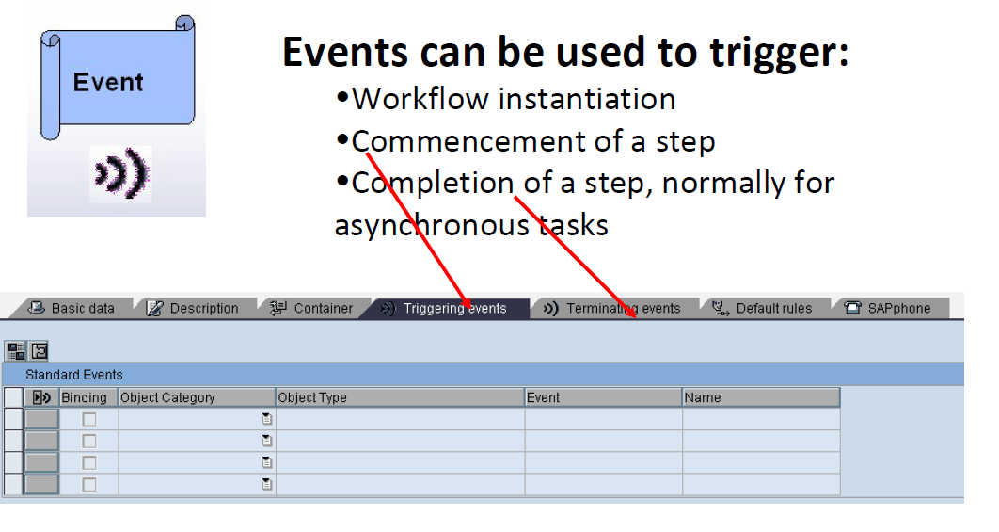 Event
Events can be used to trigger:
•Workflow instantiation
•Commencement of a step
•Completion of a step, normally for
asynchronous tasks
Basic data Description Container Triggering events Terminating events Default rules SAPphone
Standard Events
Binding Object Category Object Type Event Name